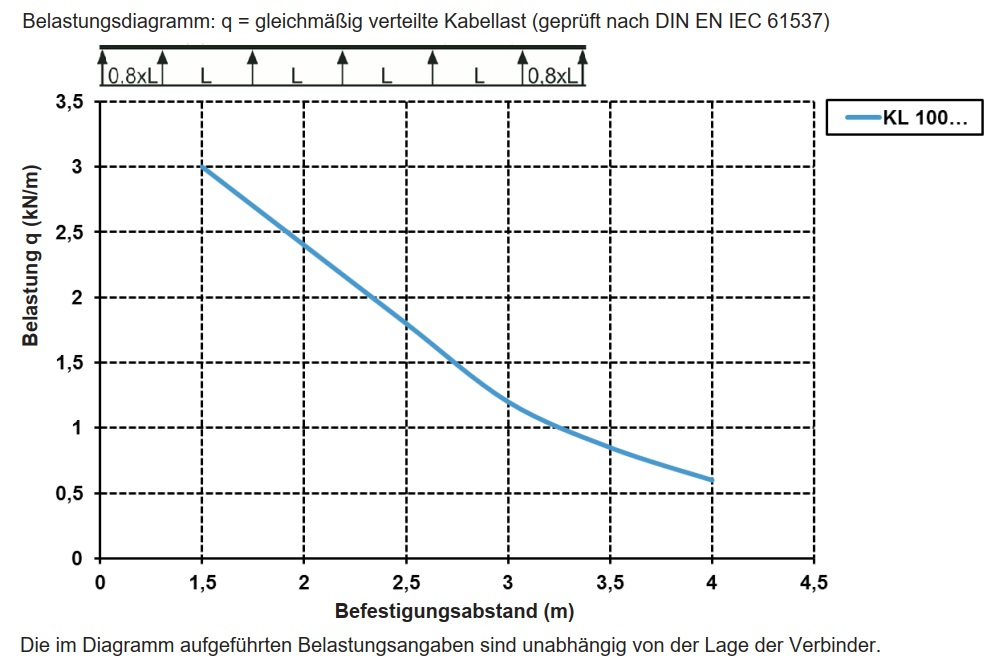 Belastungsdiagramm: q = gleichmäßig verteilte Kabellast (geprüft nach DIN EN IEC 61537)
0.8xL L L L L 0,8xL
KL 100...
Belastung q (kN/m)
3,5
3
2,5
2
1,5
1
0,5
0
0 1,5 2 2,5 3 3,5 4 4,5
Befestigungsabstand (m)
Die im Diagramm aufgeführten Belastungsangaben sind unabhängig von der Lage der Verbinder.